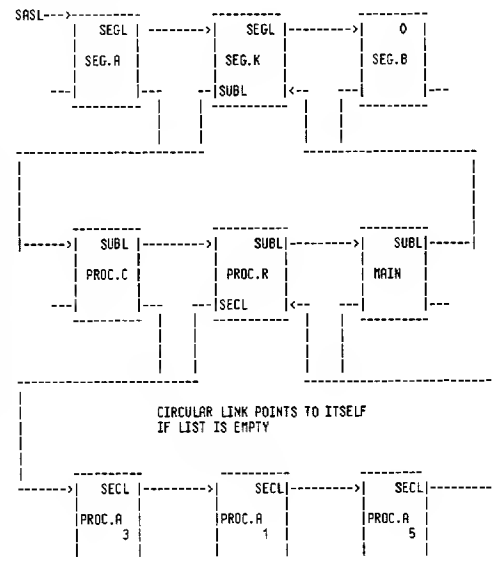 SASL
SEGL SEGL 0
SEG.A SEG.K SEG.B
SUBL
SUBL SUBL SUBL
PROC.C PROC.R MAIN
SECL
CIRCULAR LINK POINTS TO ITSELF
IF LIST IS EMPTY
SECL SECL SECL
PROC.A PROC.A PROC.A
3 1 5